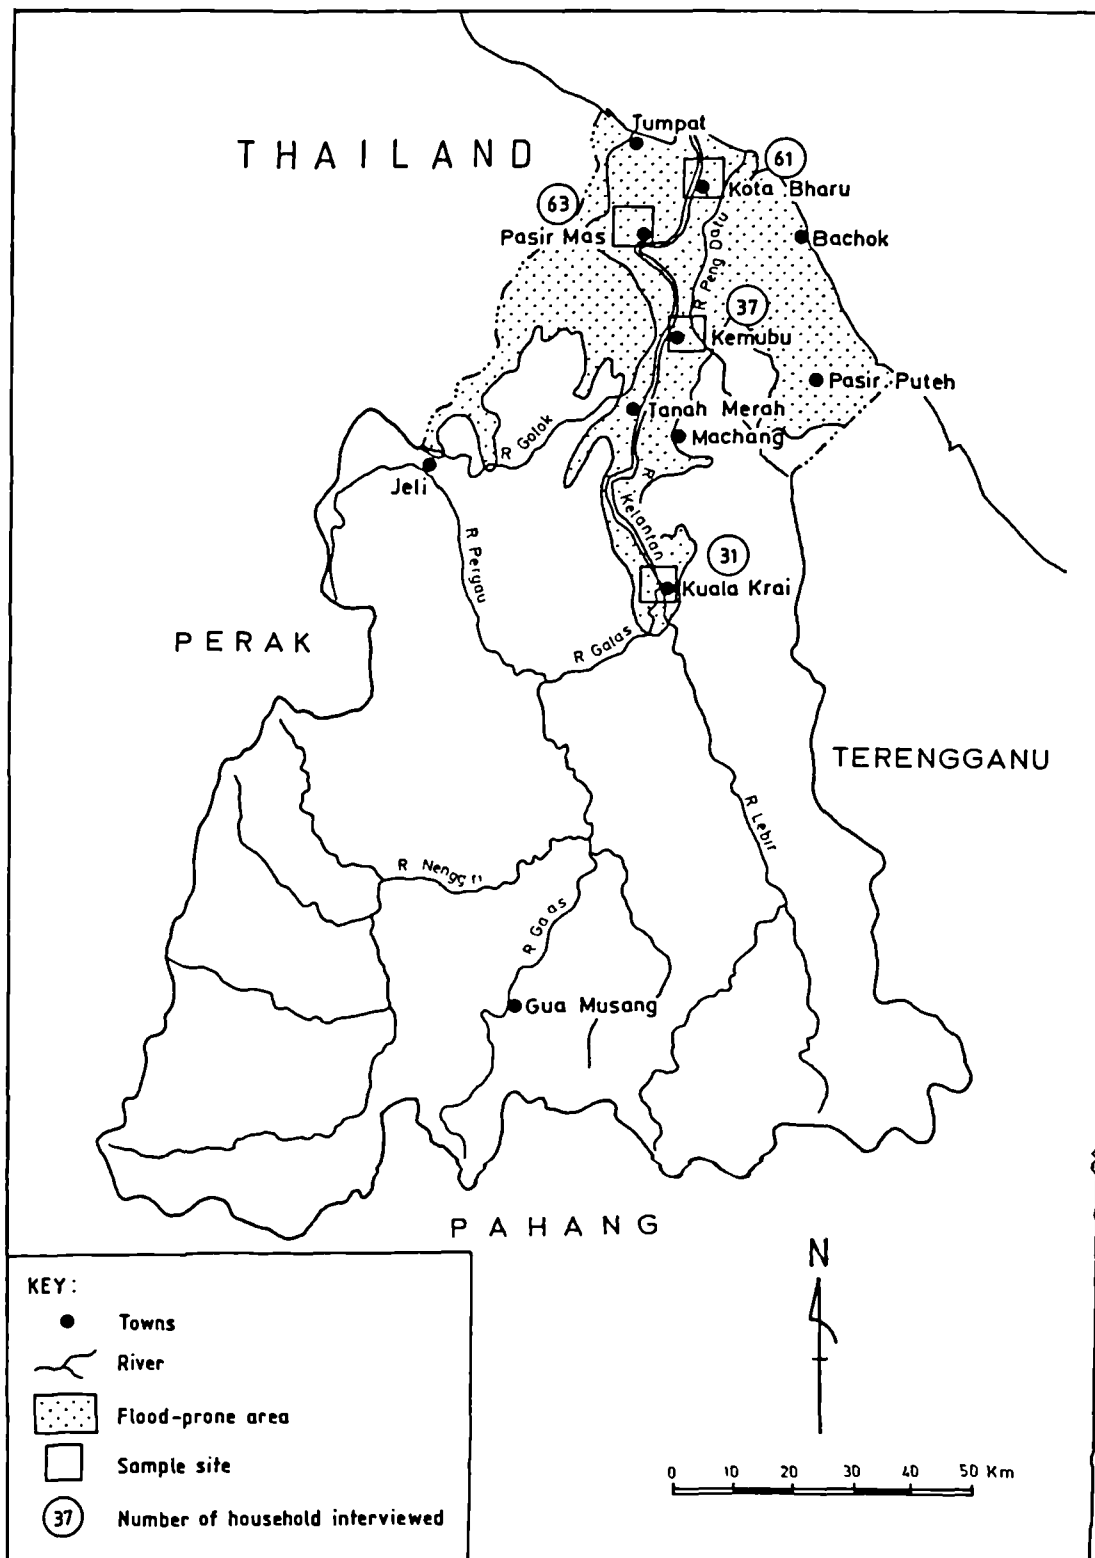 THAILAND
Tumpat
61
Kota Bharu
63
Pasir Mas
Bachok
R Peng Datu
37
Kemubu
Pasir Puteh
Tanah Merah
Machang
R Golok
Jeli
R Kelantan
R Pergau
31
Kuala Krai
PERAK
R Galas
TERENGGANU
R Lebir
R Nenggiri
R Galas
Gua Musang
PAHANG
N
KEY:
Towns
River
Flood-prone area
Sample site
37 Number of household interviewed
0 10 20 30 40 50 Km